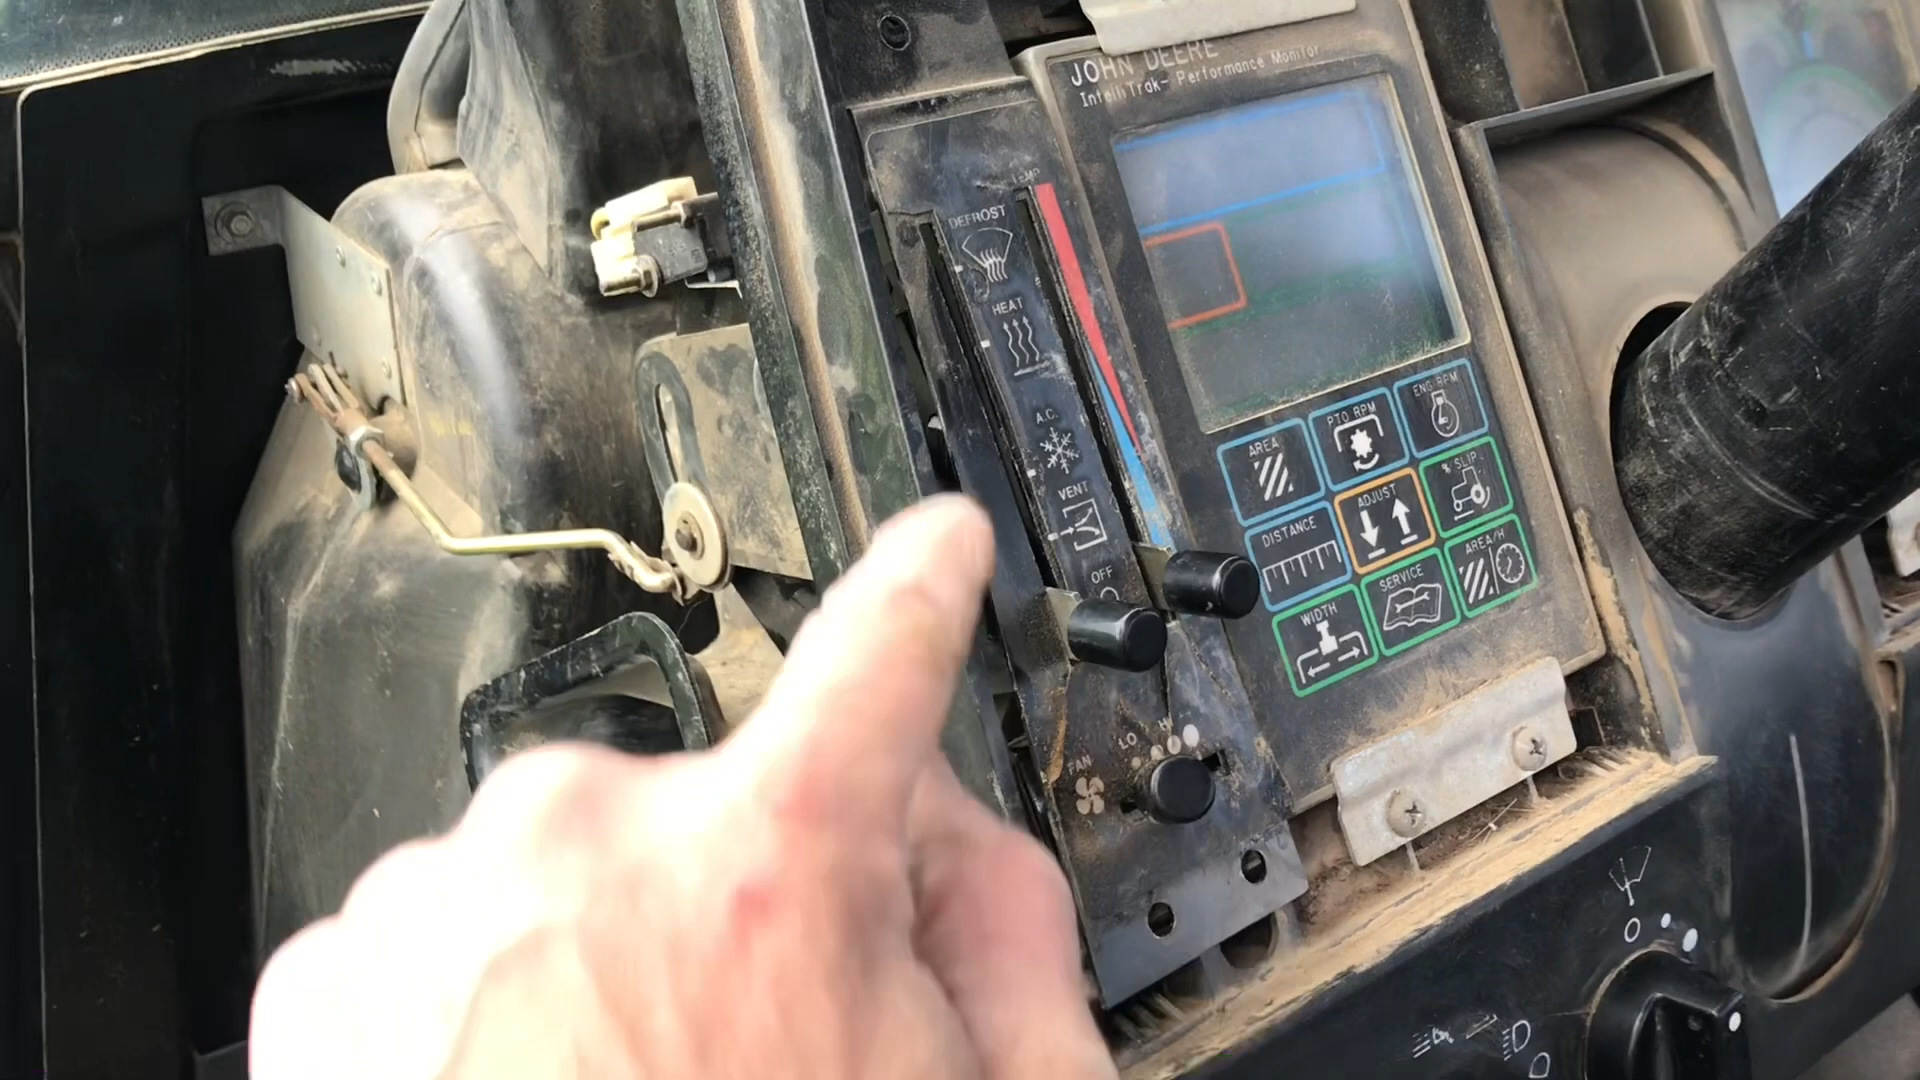 JOHN DEERE
IntelliTrak- Performance Monitor
TEMP
DEFROST
HEAT
A.C.
VENT
OFF
FAN
LO
HI
AREA
PTO RPM
ENG RPM
DISTANCE
ADJUST
% SLIP
WIDTH
SERVICE
AREA/H